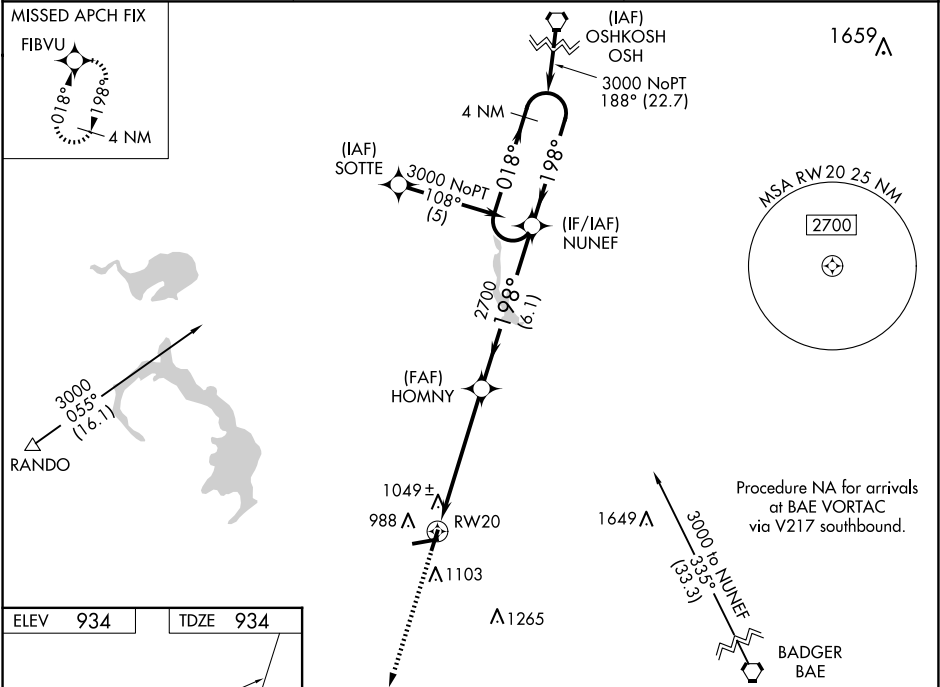 MISSED APCH FIX
FIBVU
018°
198°
4 NM
(IAF)
OSHKOSH
OSH
3000 NoPT
188° (22.7)
1659
4 NM
018°
198°
(IAF)
SOTTE
3000 NoPT
108°
(5)
(IF/IAF)
NUNEF
MSA RW20 25 NM
2700
2700
198°
(6.1)
(FAF)
HOMNY
3000
055°
(16.1)
RANDO
1049 ±
988
RW20
1103
1265
1649
3000 to NUNEF
335°
(33.3)
Procedure NA for arrivals
at BAE VORTAC
via V217 southbound.
BADGER
BAE
ELEV 934
TDZE 934